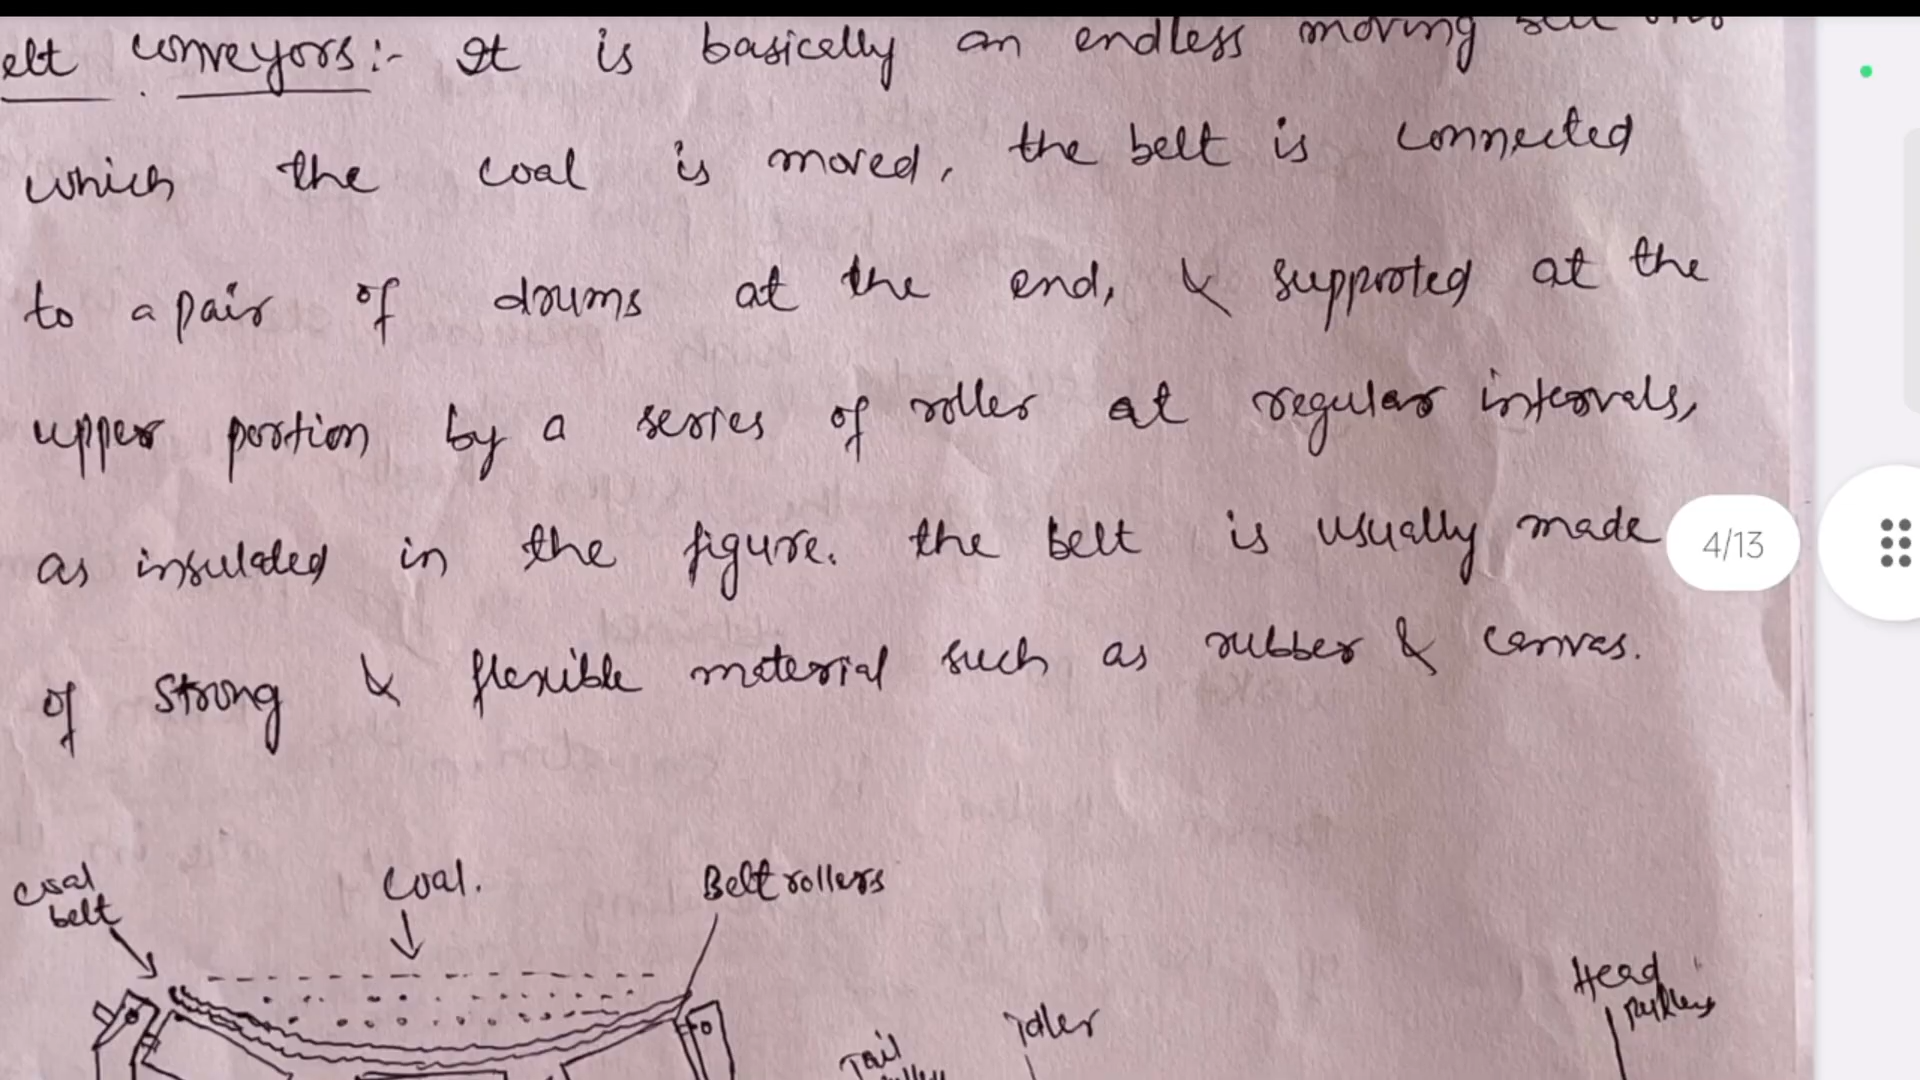 elt conveyors:- It is basically an endless moving
which the coal is moved, the belt is connected
to a pair of drums at the end, & supported at the
upper portion by a series of roller at regular intervals,
as insulated in the figure. the belt is usually made
4/13
of strong & flexible material such as rubber & canvas.
coal
belt
Coal.
Belt rollers
Head
pulley
Idler
Tail